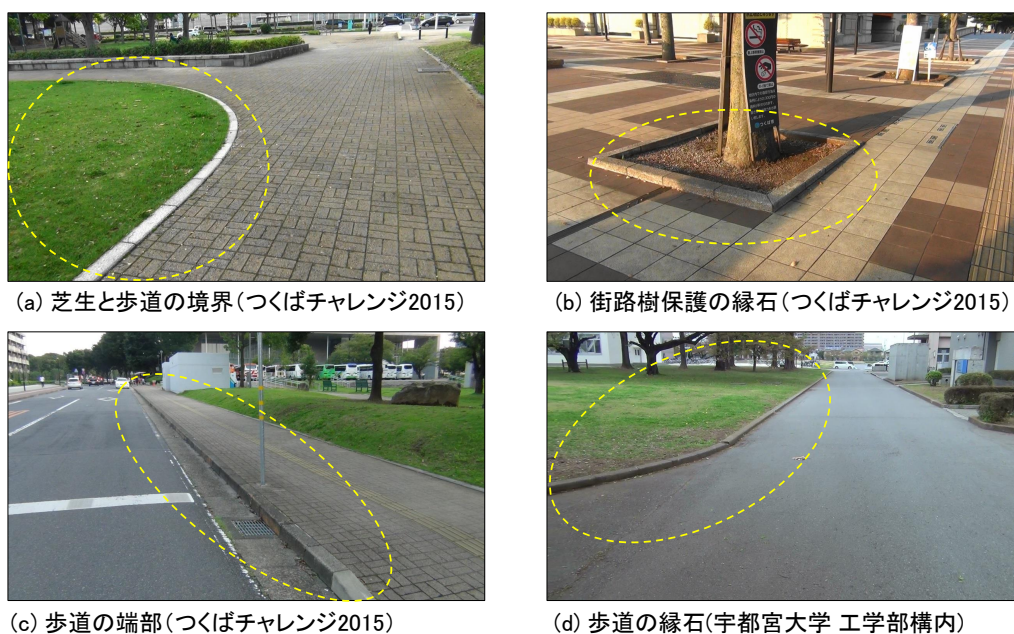 (a) 芝生と歩道の境界(つくばチャレンジ2015)
(b) 街路樹保護の縁石(つくばチャレンジ2015)
(c) 歩道の端部(つくばチャレンジ2015)
(d) 歩道の縁石(宇都宮大学 工学部構内)